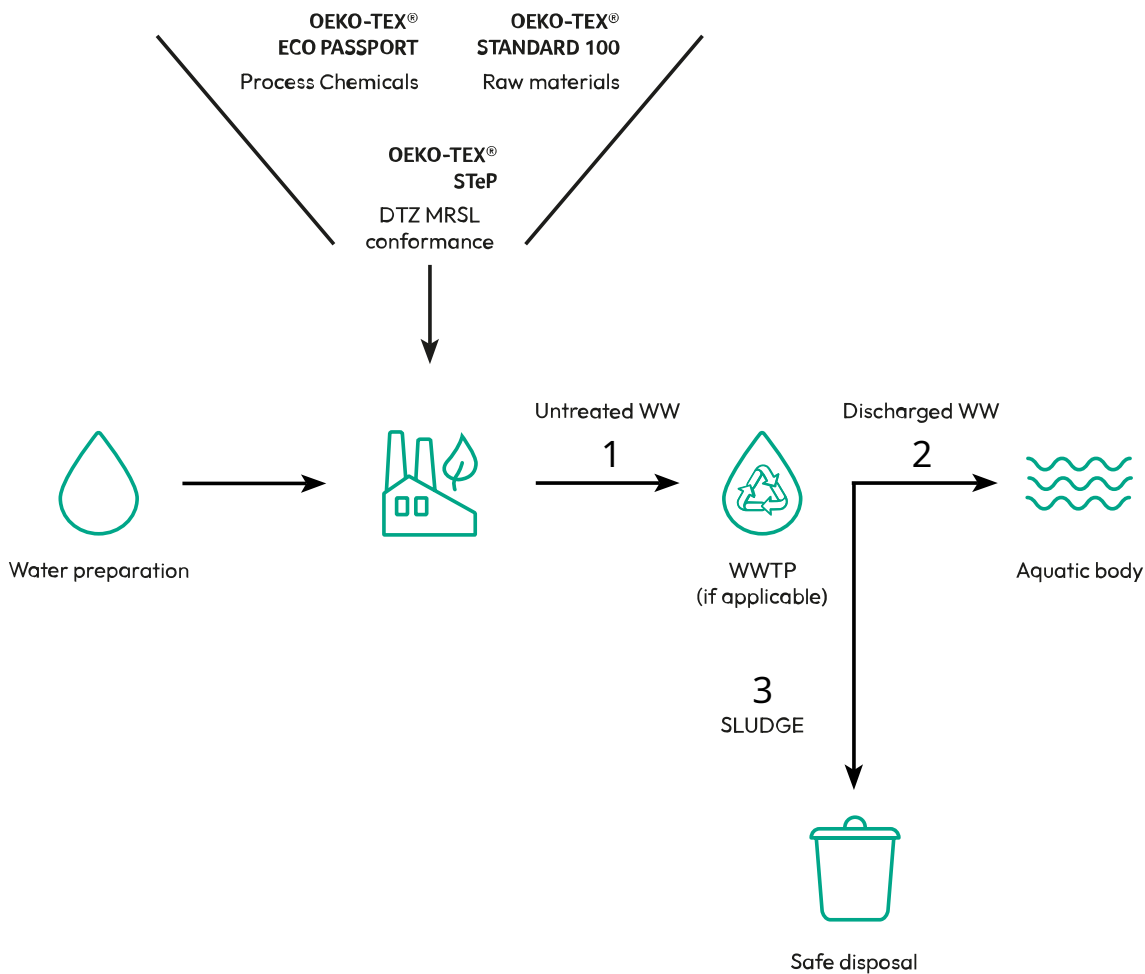 OEKO-TEX®
ECO PASSPORT
Process Chemicals
OEKO-TEX®
STANDARD 100
Raw materials
OEKO-TEX®
STeP
DTZ MRSL
conformance
Untreated WW
1
Discharged WW
2
Water preparation
WWTP
(if applicable)
Aquatic body
3
SLUDGE
Safe disposal